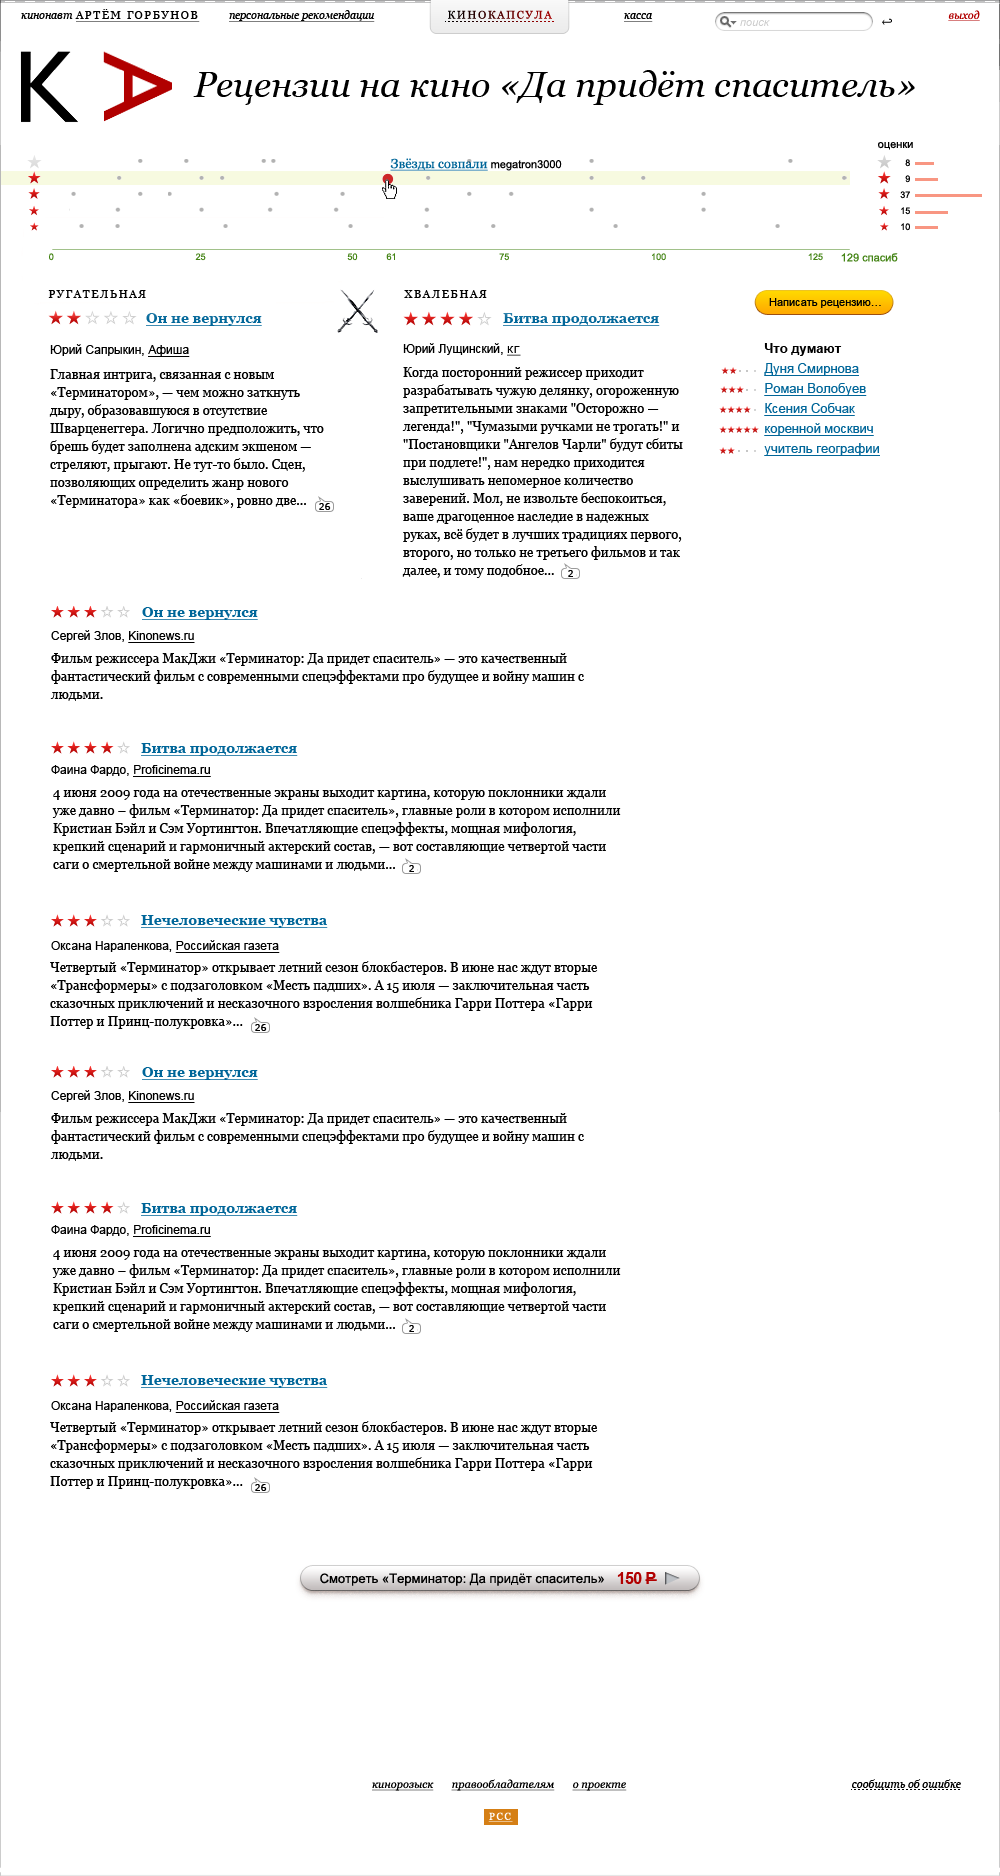 кинонавт АРТЁМ ГОРБУНОВ персональные рекомендации КИНОКАПСУЛА касса поиск выход
К А
Рецензии на кино «Да придёт спаситель»
оценки
Звёзды совпали megatron3000
8
9
37
15
10
0 25 50 61 75 100 125 129 спасиб
РУГАТЕЛЬНАЯ
Он не вернулся
Юрий Сапрыкин, Афиша
Главная интрига, связанная с новым
«Терминатором», — чем можно заткнуть
дыру, образовавшуюся в отсутствие
Шварценеггера. Логично предположить, что
брешь будет заполнена адским экшеном —
стреляют, прыгают. Не тут-то было. Сцен,
позволяющих определить жанр нового
«Терминатора» как «боевик», ровно две... 26
ХВАЛЕБНАЯ
Битва продолжается
Юрий Лущинский, КГ
Когда посторонний режиссер приходит
разрабатывать чужую делянку, огороженную
запретительными знаками "Осторожно —
легенда!", "Чумазыми ручками не трогать!" и
"Постановщики "Ангелов Чарли" будут сбиты
при подлете!", нам нередко приходится
выслушивать непомерное количество
заверений. Мол, не извольте беспокоиться,
ваше драгоценное наследие в надежных
руках, всё будет в лучших традициях первого,
второго, но только не третьего фильмов и так
далее, и тому подобное... 2
Написать рецензию...
Что думают
Дуня Смирнова
Роман Волобуев
Ксения Собчак
коренной москвич
учитель географии
Он не вернулся
Сергей Злов, Kinonews.ru
Фильм режиссера МакДжи «Терминатор: Да придет спаситель» — это качественный
фантастический фильм с современными спецэффектами про будущее и войну машин с
людьми.
Битва продолжается
Фаина Фардо, Proficinema.ru
4 июня 2009 года на отечественные экраны выходит картина, которую поклонники ждали
уже давно – фильм «Терминатор: Да придет спаситель», главные роли в котором исполнили
Кристиан Бэйл и Сэм Уортингтон. Впечатляющие спецэффекты, мощная мифология,
крепкий сценарий и гармоничный актерский состав, — вот составляющие четвертой части
саги о смертельной войне между машинами и людьми... 2
Нечеловеческие чувства
Оксана Нараленкова, Российская газета
Четвертый «Терминатор» открывает летний сезон блокбастеров. В июне нас ждут вторые
«Трансформеры» с подзаголовком «Месть падших». А 15 июля — заключительная часть
сказочных приключений и несказочного взросления волшебника Гарри Поттера «Гарри
Поттер и Принц-полукровка»... 26
Он не вернулся
Сергей Злов, Kinonews.ru
Фильм режиссера МакДжи «Терминатор: Да придет спаситель» — это качественный
фантастический фильм с современными спецэффектами про будущее и войну машин с
людьми.
Битва продолжается
Фаина Фардо, Proficinema.ru
4 июня 2009 года на отечественные экраны выходит картина, которую поклонники ждали
уже давно – фильм «Терминатор: Да придет спаситель», главные роли в котором исполнили
Кристиан Бэйл и Сэм Уортингтон. Впечатляющие спецэффекты, мощная мифология,
крепкий сценарий и гармоничный актерский состав, — вот составляющие четвертой части
саги о смертельной войне между машинами и людьми... 2
Нечеловеческие чувства
Оксана Нараленкова, Российская газета
Четвертый «Терминатор» открывает летний сезон блокбастеров. В июне нас ждут вторые
«Трансформеры» с подзаголовком «Месть падших». А 15 июля — заключительная часть
сказочных приключений и несказочного взросления волшебника Гарри Поттера «Гарри
Поттер и Принц-полукровка»... 26
Смотреть «Терминатор: Да придёт спаситель» 150 Р
кинорозыск правообладателям о проекте сообщить об ошибке
РСС